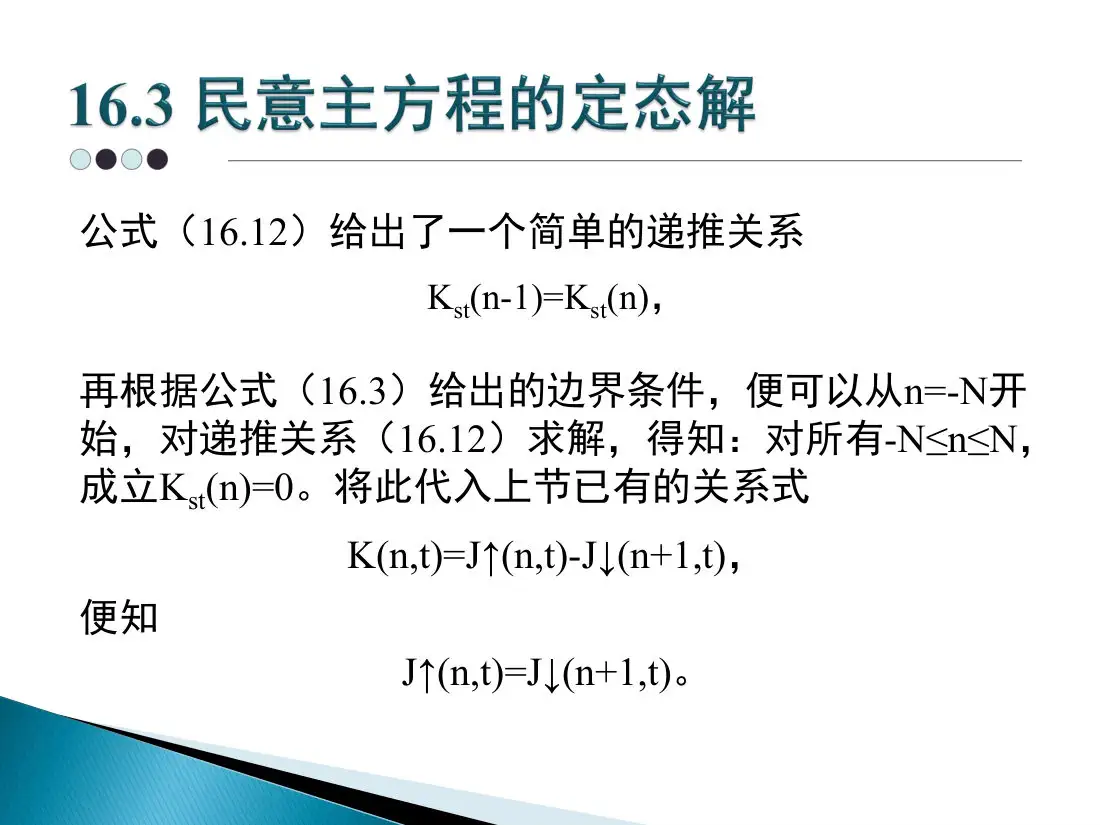 16.3 民意主方程的定态解
公式（16.12）给出了一个简单的递推关系
Kst(n-1)=Kst(n)，
再根据公式（16.3）给出的边界条件，便可以从n=-N开
始，对递推关系（16.12）求解，得知：对所有-N≤n≤N，
成立Kst(n)=0。将此代入上节已有的关系式
K(n,t)=J↑(n,t)-J↓(n+1,t)，
便知
J↑(n,t)=J↓(n+1,t)。